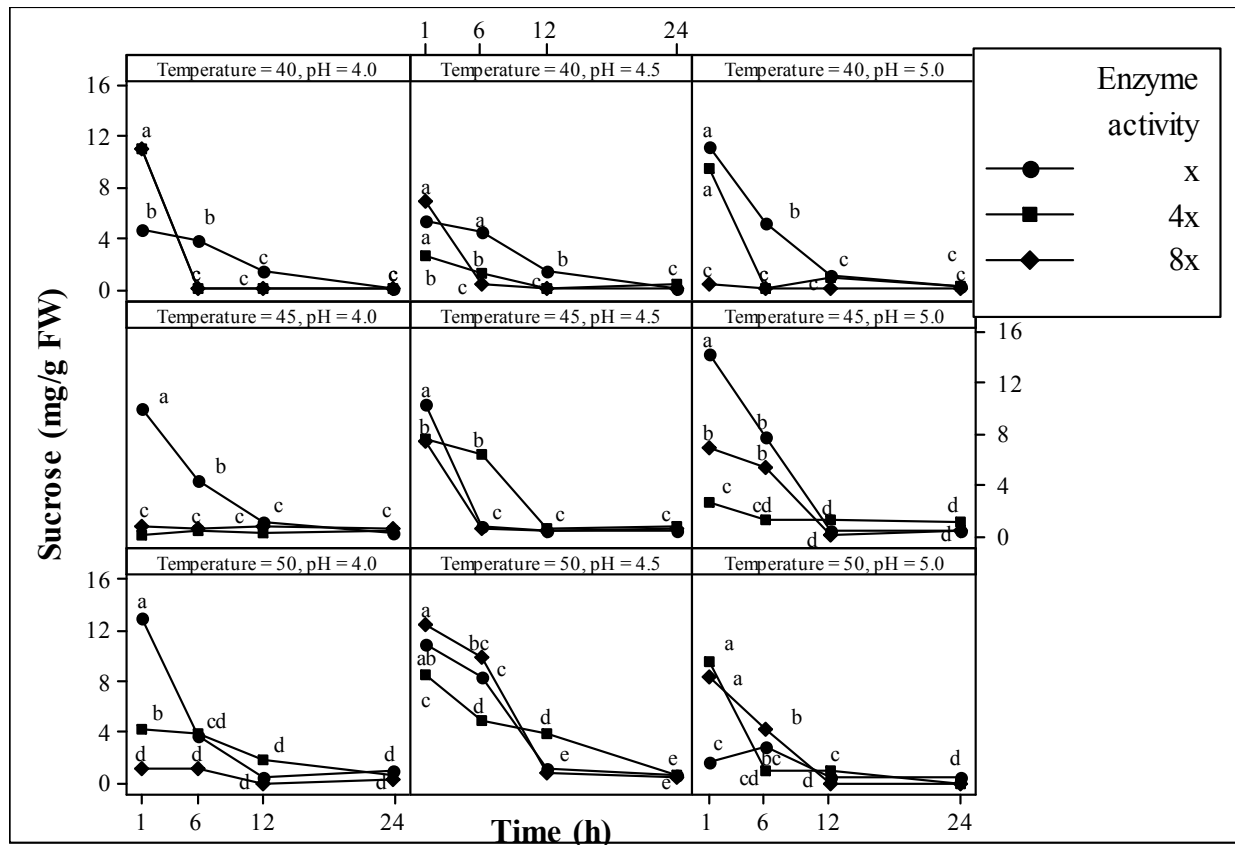 1 6 12 24
Temperature = 40, pH = 4.0 Temperature = 40, pH = 4.5 Temperature = 40, pH = 5.0
Enzyme
activity
x
4x
8x
16
12
8
4
0
a
b b
c
c c c
c
a
a
a b
b c
c c
a
a
b
c
c c c
c
c
Temperature = 45, pH = 4.0 Temperature = 45, pH = 4.5 Temperature = 45, pH = 5.0
16
12
8
4
0
a
b
c c c c
a
b b
c c c
a
b
b b
c cd d d
d d
Temperature = 50, pH = 4.0 Temperature = 50, pH = 4.5 Temperature = 50, pH = 5.0
16
12
8
4
0
a
b cd
d d
d d
d d
a
bc
ab c
c d d
e e
e
a
a
b
c bc c
cd d d
1 6 12 24
1 6 12 24
Sucrose (mg/g FW)
Time (h)